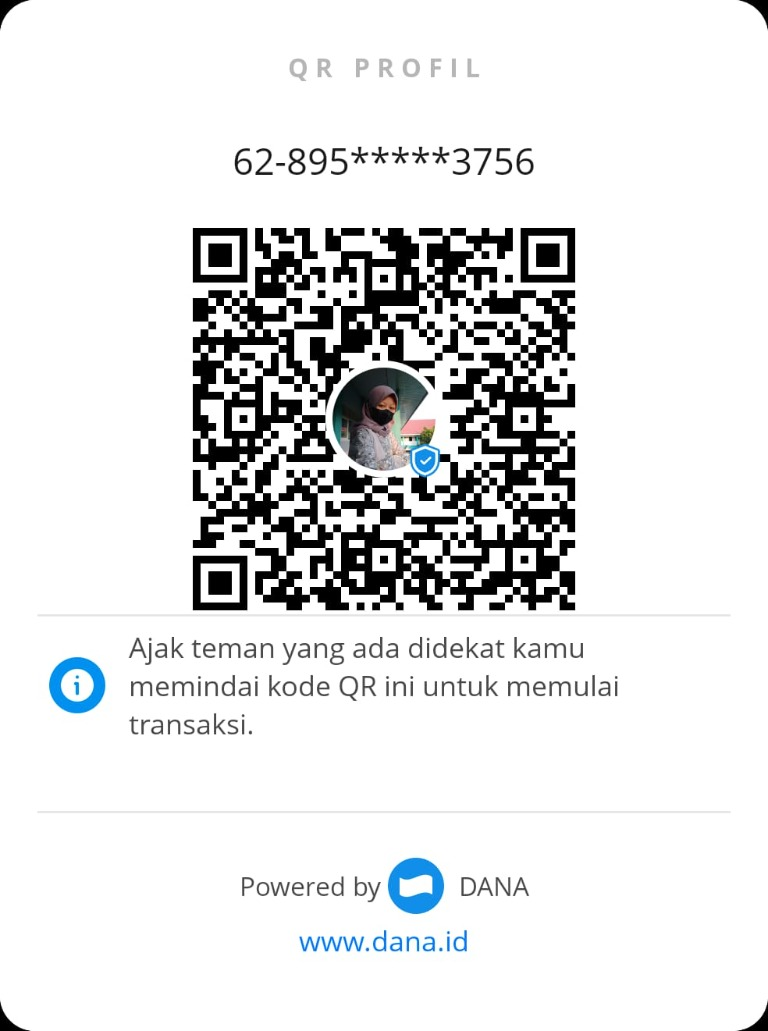 QR PROFIL
62-895*****3756
Ajak teman yang ada didekat kamu
memindai kode QR ini untuk memulai
transaksi.
Powered by DANA
www.dana.id